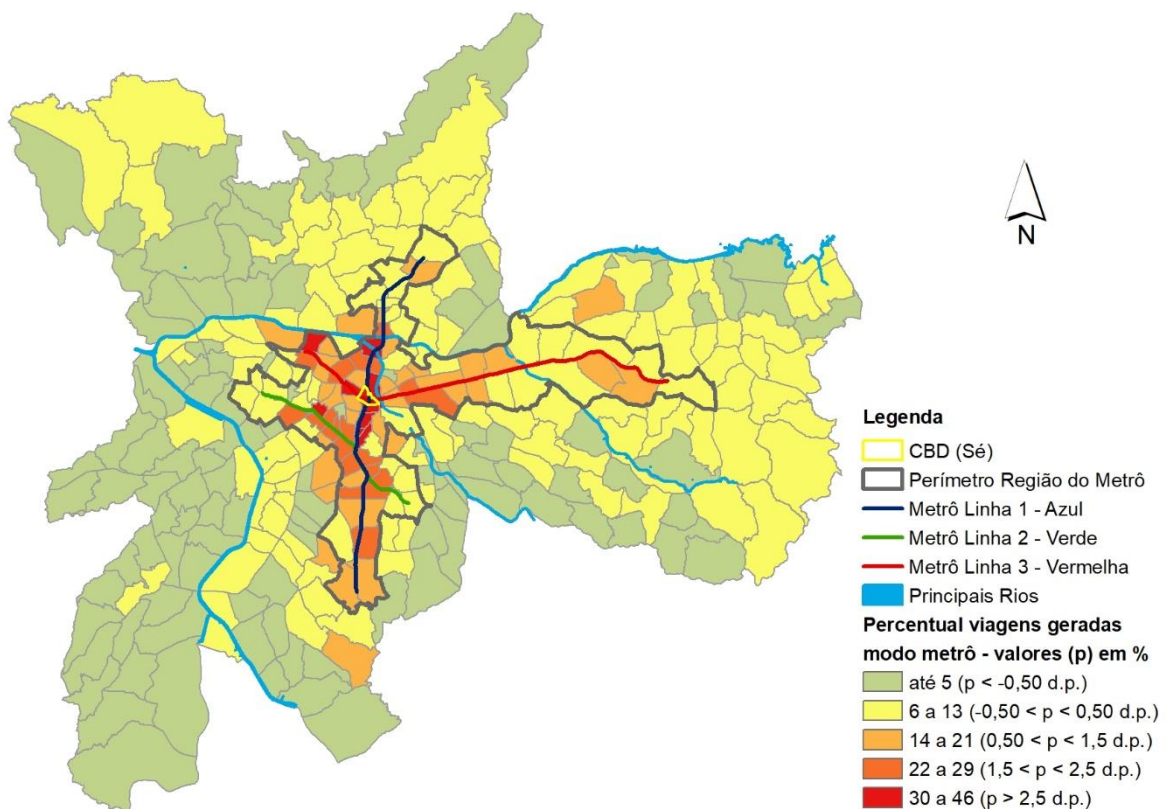 N
Legenda
CBD (Sé)
Perímetro Região do Metrô
Metrô Linha 1 - Azul
Metrô Linha 2 - Verde
Metrô Linha 3 - Vermelha
Principais Rios
Percentual viagens geradas
modo metrô - valores (p) em %
até 5 (p < -0,50 d.p.)
6 a 13 (-0,50 < p < 0,50 d.p.)
14 a 21 (0,50 < p < 1,5 d.p.)
22 a 29 (1,5 < p < 2,5 d.p.)
30 a 46 (p > 2,5 d.p.)